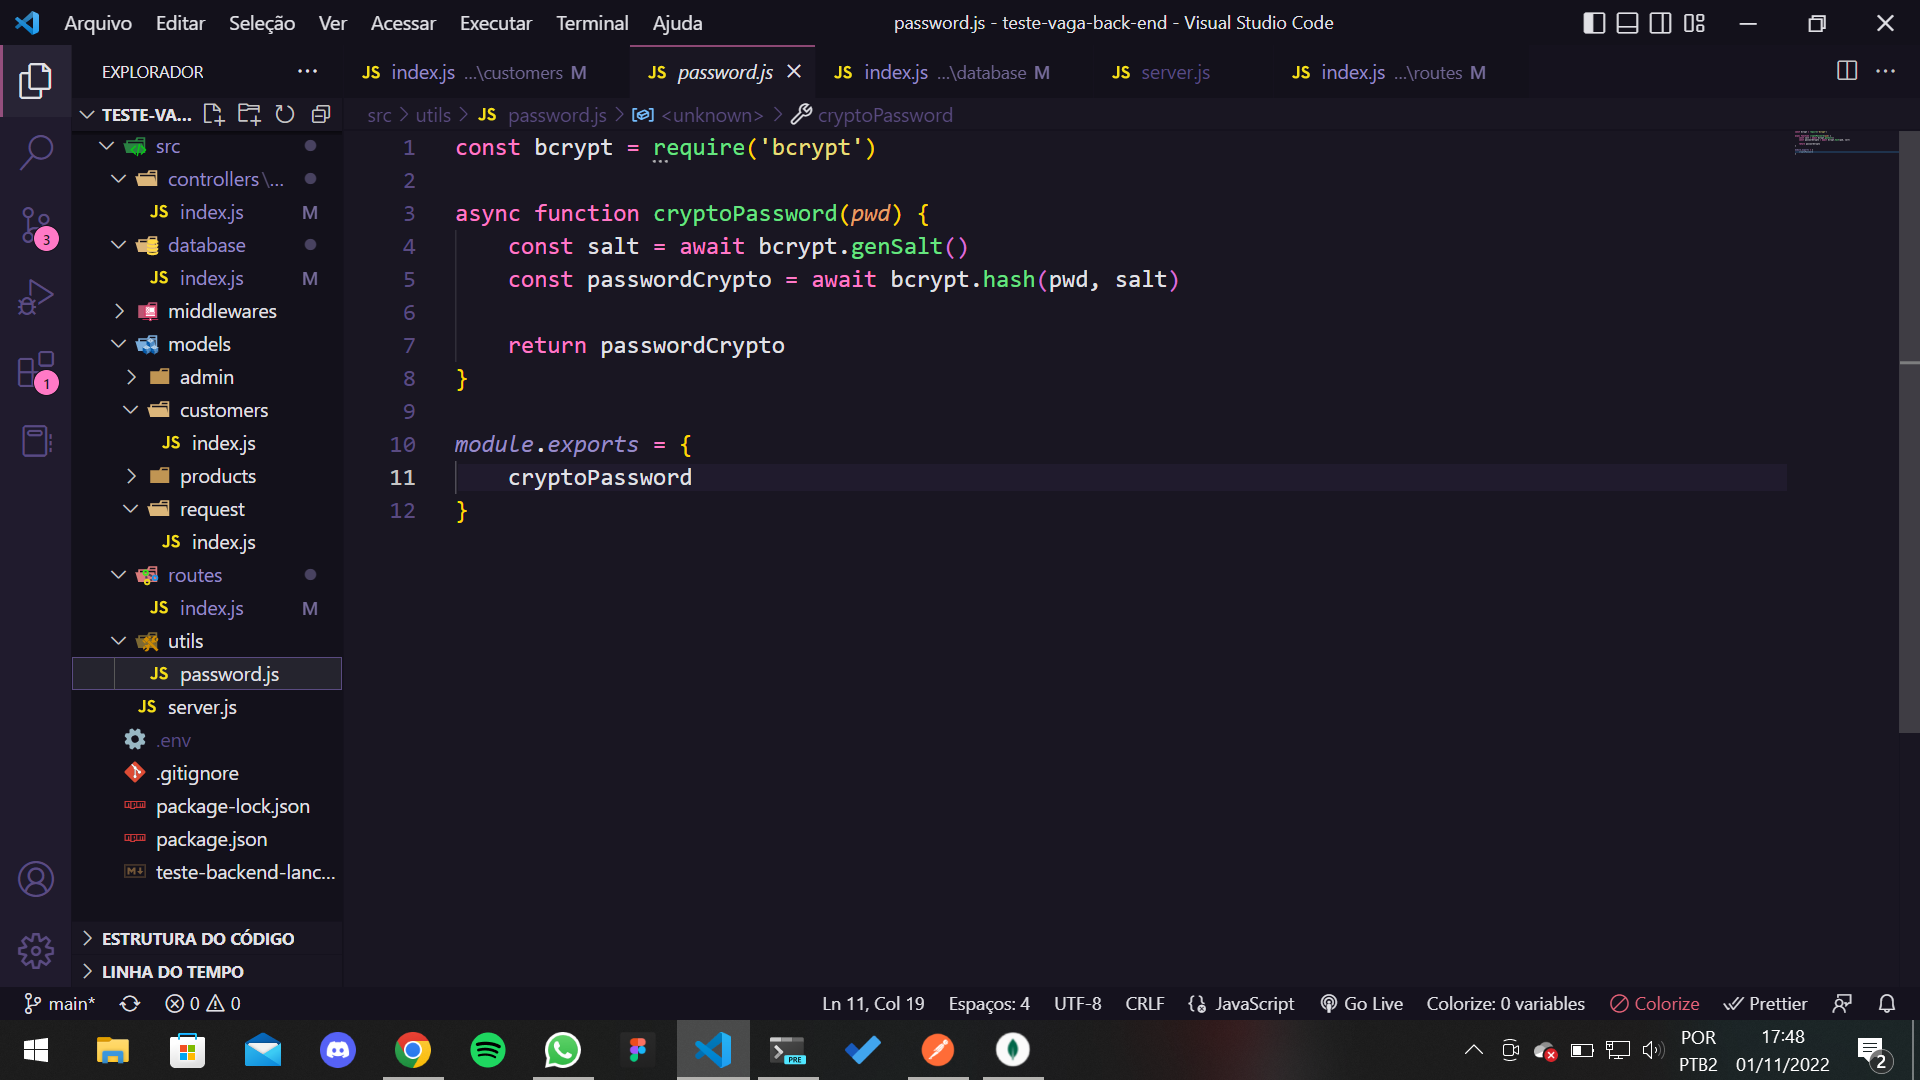 Arquivo Editar Seleção Ver Acessar Executar Terminal Ajuda
password.js - teste-vaga-back-end - Visual Studio Code
EXPLORADOR
JS index.js ...\customers M
JS password.js
JS index.js ...\database M
JS server.js
JS index.js ...\routes M
TESTE-VA...
src > utils > JS password.js > <unknown> > cryptoPassword
src
controllers\...
JS index.js M
database
JS index.js M
middlewares
models
admin
customers
JS index.js
products
request
JS index.js
routes
JS index.js M
utils
JS password.js
JS server.js
.env
.gitignore
package-lock.json
package.json
teste-backend-lanc...
ESTRUTURA DO CÓDIGO
LINHA DO TEMPO
3
1
1 const bcrypt = require('bcrypt')
2
3 async function cryptoPassword(pwd) {
4 const salt = await bcrypt.genSalt()
5 const passwordCrypto = await bcrypt.hash(pwd, salt)
6
7 return passwordCrypto
8 }
9
10 module.exports = {
11 cryptoPassword
12 }
main* 0 0
Ln 11, Col 19 Espaços: 4 UTF-8 CRLF JavaScript Go Live Colorize: 0 variables Colorize Prettier
PRE
POR
PTB2
17:48
01/11/2022
2